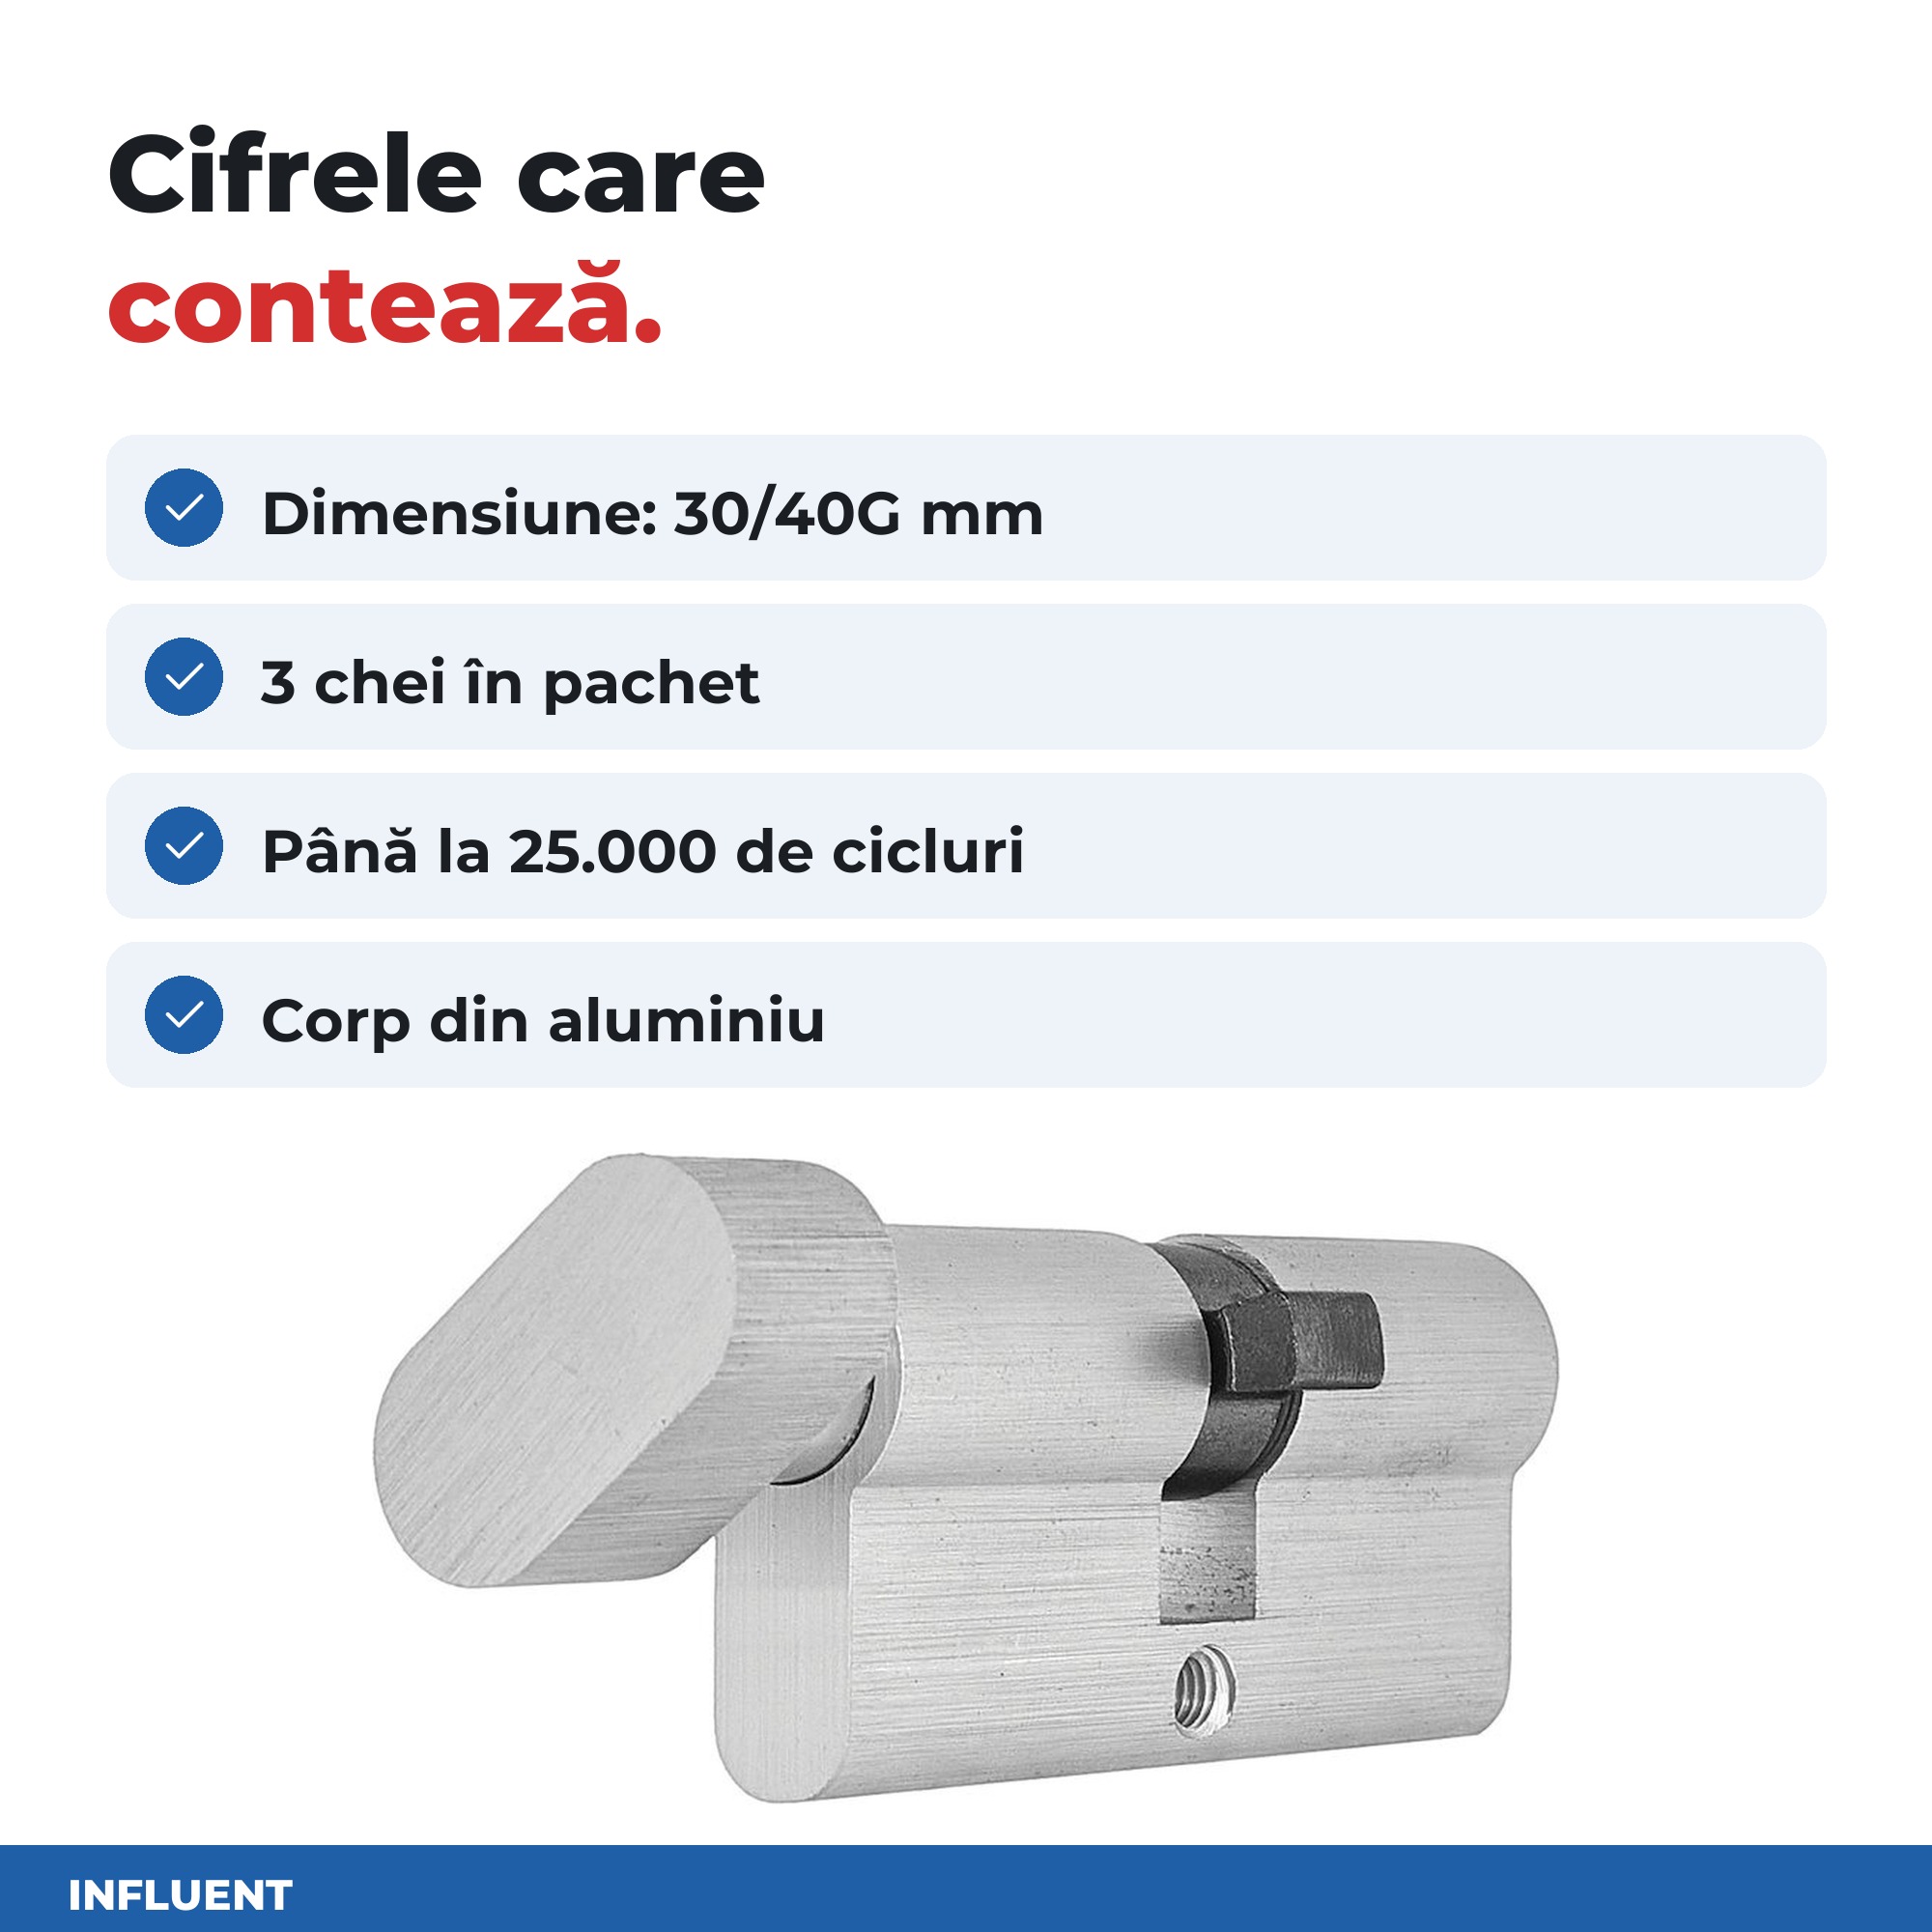 Cifrele care
contează.
Dimensiune: 30/40G mm
3 chei în pachet
Până la 25.000 de cicluri
Corp din aluminiu
INFLUENT